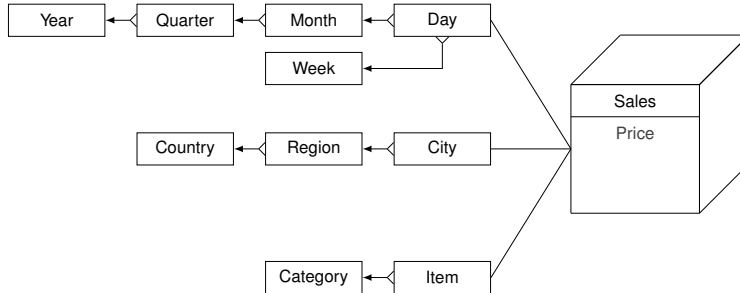 Year
Quarter
Month
Day
Week
Sales
Price
Country
Region
City
Category
Item